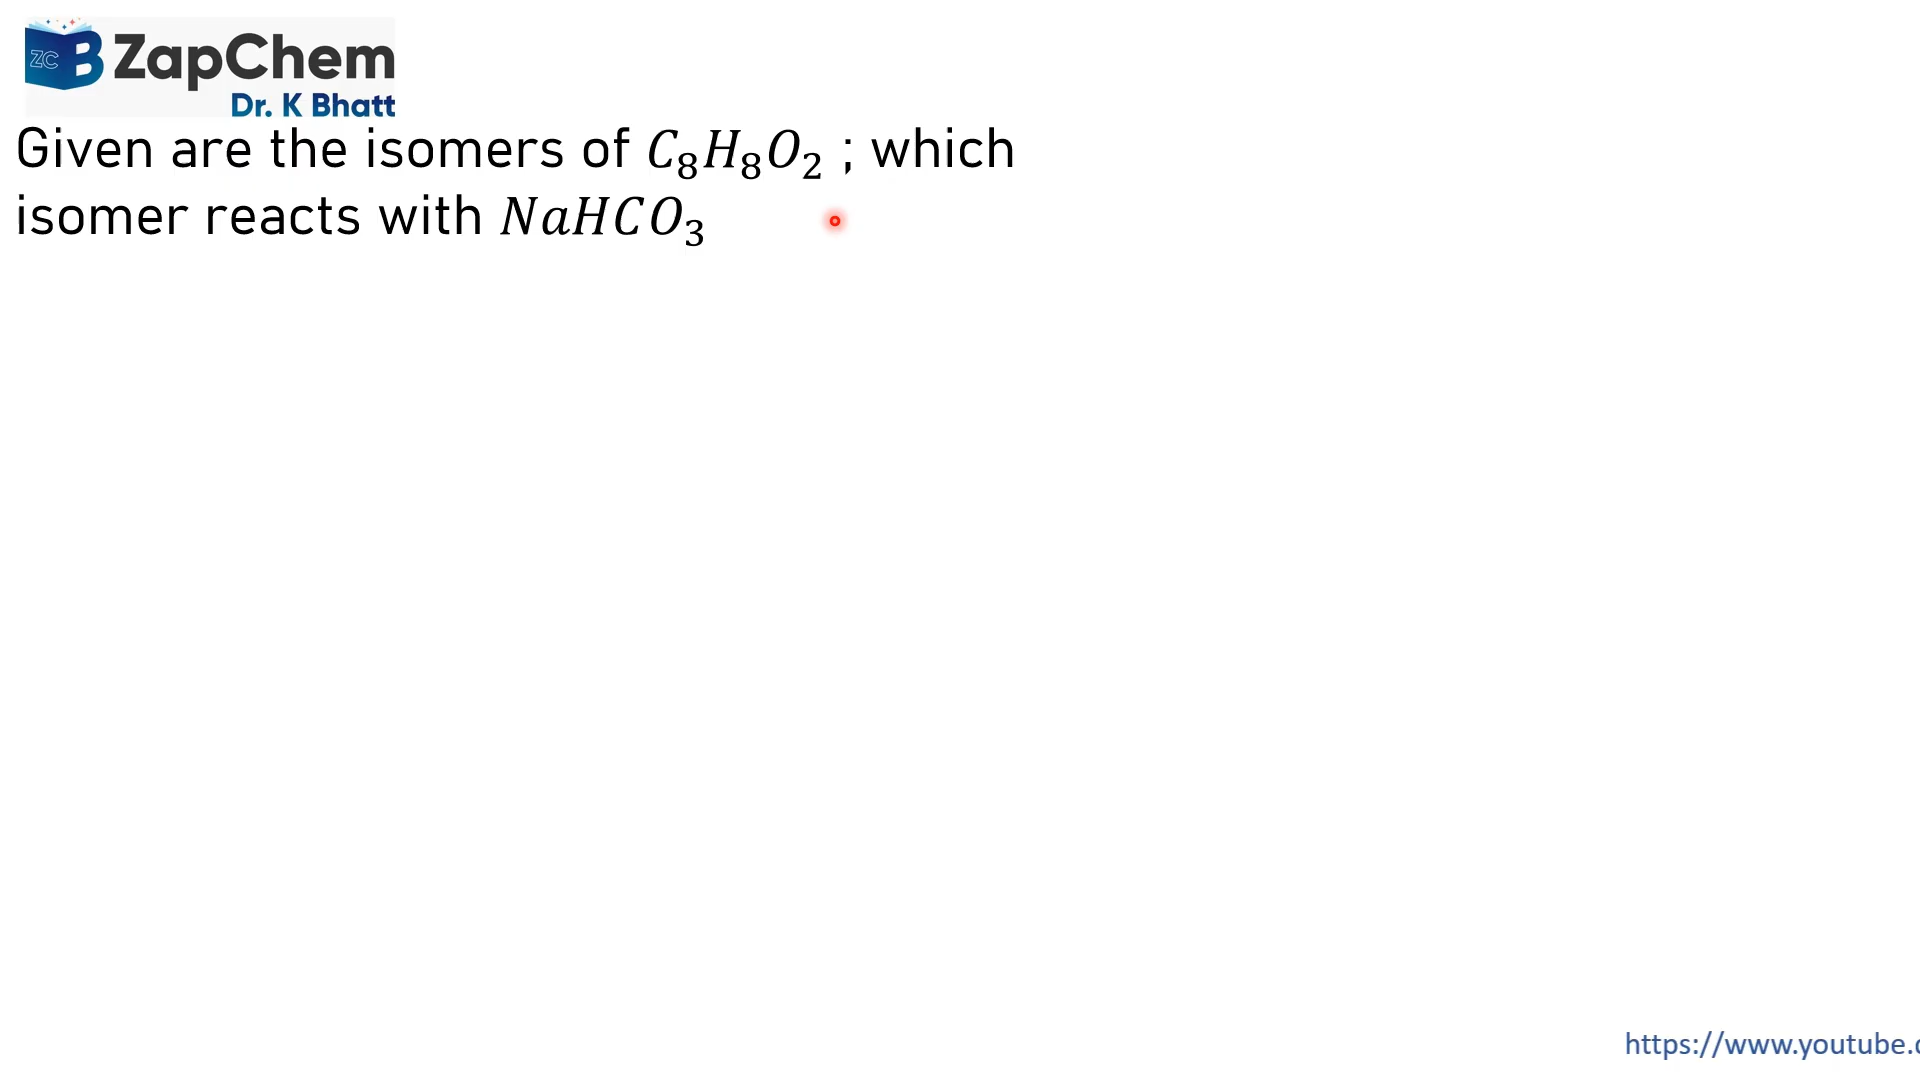 ZC B ZapChem
Dr. K Bhatt
Given are the isomers of C₈H₈O₂ ; which
isomer reacts with NaHCO₃
https://www.youtube.c